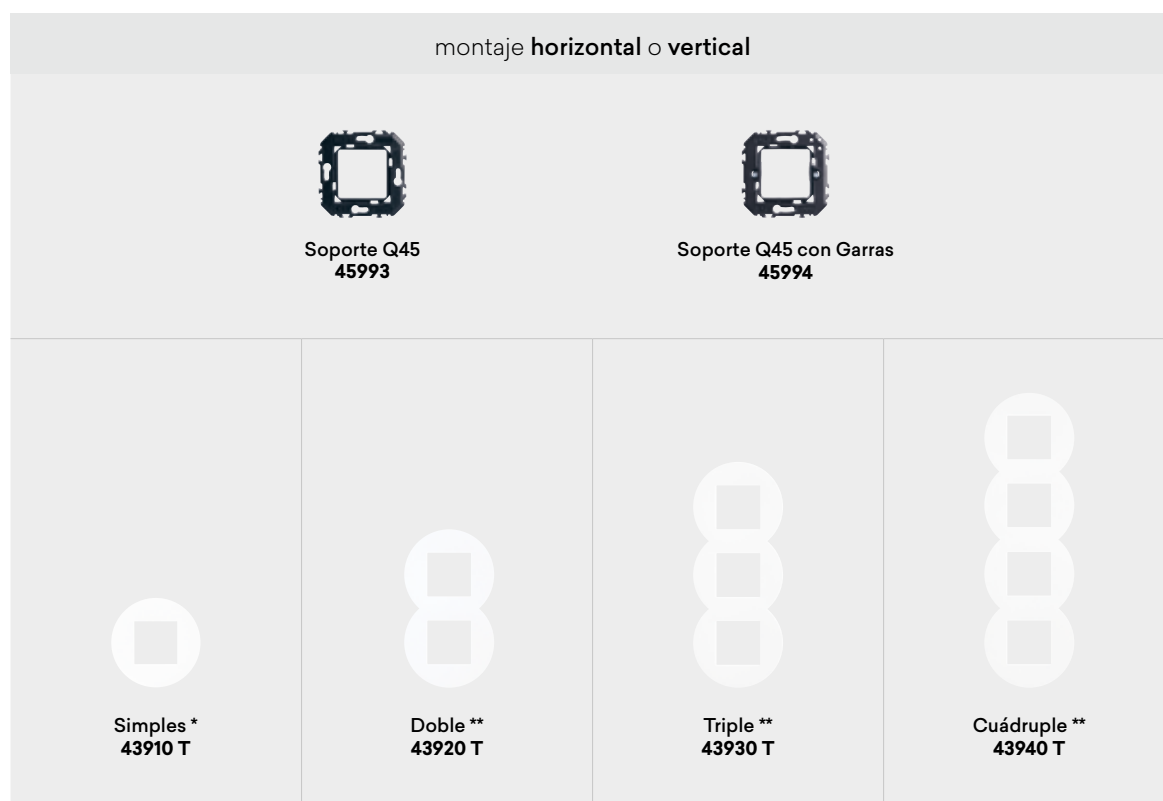 montaje horizontal o vertical
Soporte Q45
45993
Soporte Q45 con Garras
45994
Simples *
43910 T
Doble **
43920 T
Triple **
43930 T
Cuádruple **
43940 T